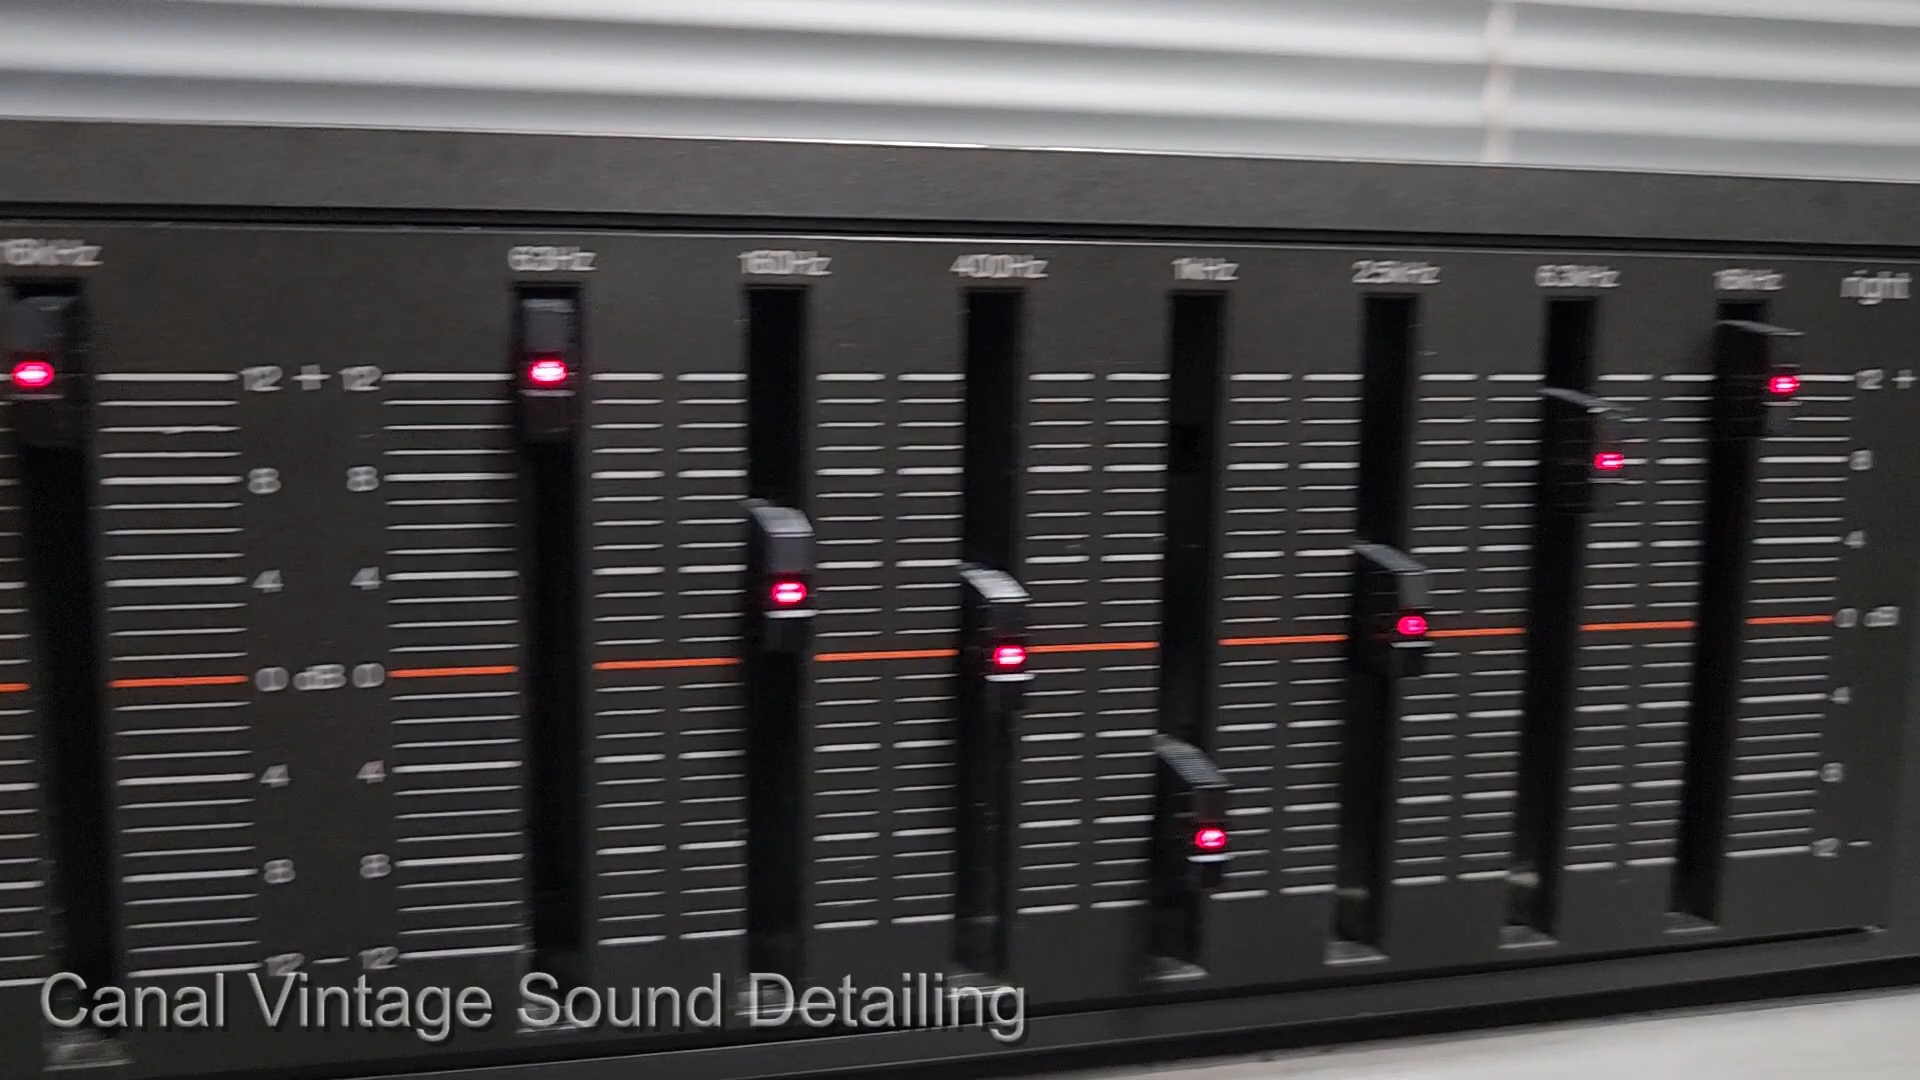 16kHz 63Hz 160Hz 400Hz 1kHz 2.5kHz 6.3kHz 16kHz right
12 + 12 12 +
8 8 8
4 4 4
0 dB 0 0 dB
4 4 4
8 8 8
12 - 12 12 -
Canal Vintage Sound Detailing